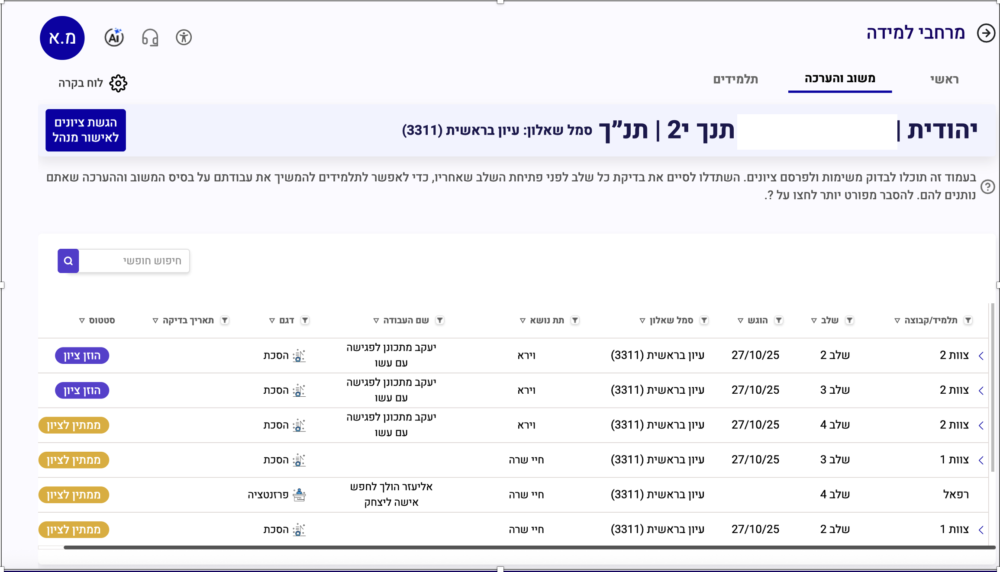 מרחבי למידה
AI
מ.א
ראשי
משוב והערכה
תלמידים
לוח בקרה
יהודית | תנך י2 | תנ״ך סמל שאלון: עיון בראשית (3311)
הגשת ציונים
לאישור מנהל
בעמוד זה תוכלו לבדוק משימות ולפרסם ציונים. השתדלו לסיים את בדיקת כל שלב לפני פתיחת השלב שאחריו, כדי לאפשר לתלמידים להמשיך את עבודתם על בסיס המשוב וההערכה שאתם
נותנים להם. להסבר מפורט יותר לחצו על ?.
?
חיפוש חופשי
תלמיד/קבוצה שלב הוגש סמל שאלון תת נושא שם העבודה דגם תאריך בדיקה סטטוס
צוות 2 שלב 2 27/10/25 עיון בראשית (3311) וירא יעקב מתכונן לפגישה
עם עשו
הסכת הוזן ציון
צוות 2 שלב 3 27/10/25 עיון בראשית (3311) וירא יעקב מתכונן לפגישה
עם עשו
הסכת הוזן ציון
צוות 2 שלב 4 27/10/25 עיון בראשית (3311) וירא יעקב מתכונן לפגישה
עם עשו
הסכת ממתין לציון
צוות 1 שלב 3 27/10/25 עיון בראשית (3311) חיי שרה הסכת ממתין לציון
רפאל שלב 4 עיון בראשית (3311) חיי שרה אליעזר הולך לחפש
אישה ליצחק
פרזנטציה ממתין לציון
צוות 1 שלב 2 27/10/25 עיון בראשית (3311) חיי שרה הסכת ממתין לציון